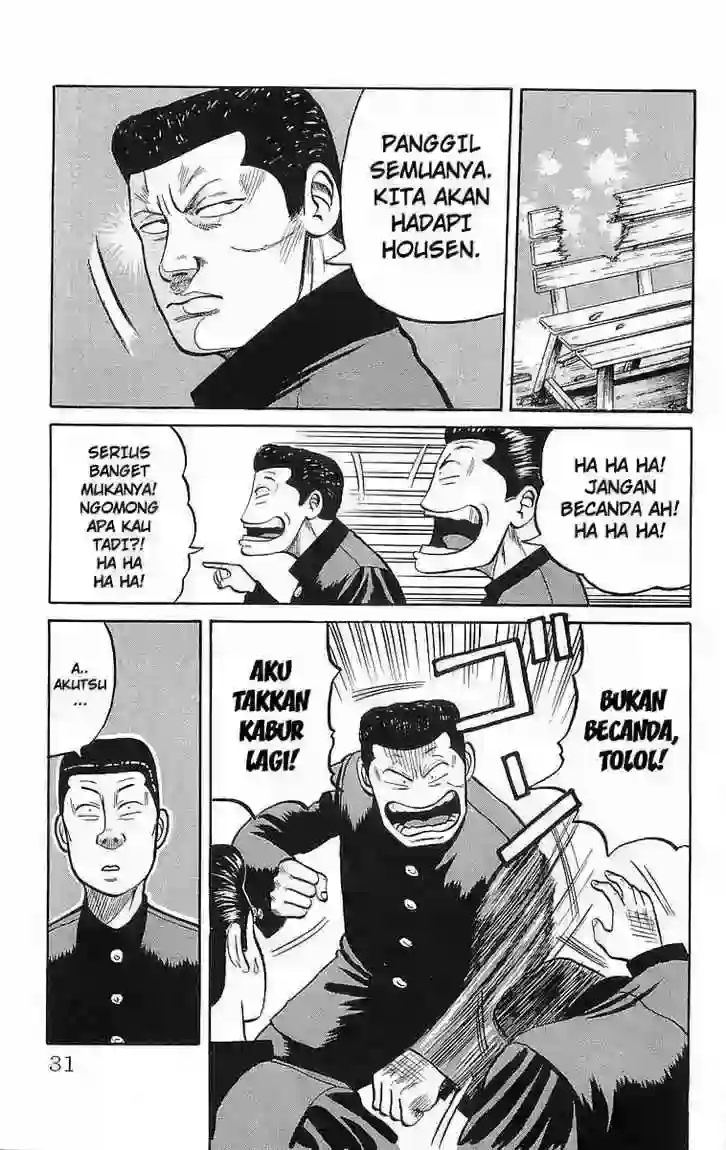 PANGGIL
SEMUANYA.
KITA AKAN
HADAPI
HOUSEN.
HA HA HA!
JANGAN
BECANDA AH!
HA HA HA!
SERIUS
BANGET
MUKANYA!
NGOMONG
APA KAU
TADI?!
HA HA
HA HA!
BUKAN
BECANDA,
TOLOL!
AKU
TAKKAN
KABUR
LAGI!
A..
AKUTSU
...
31